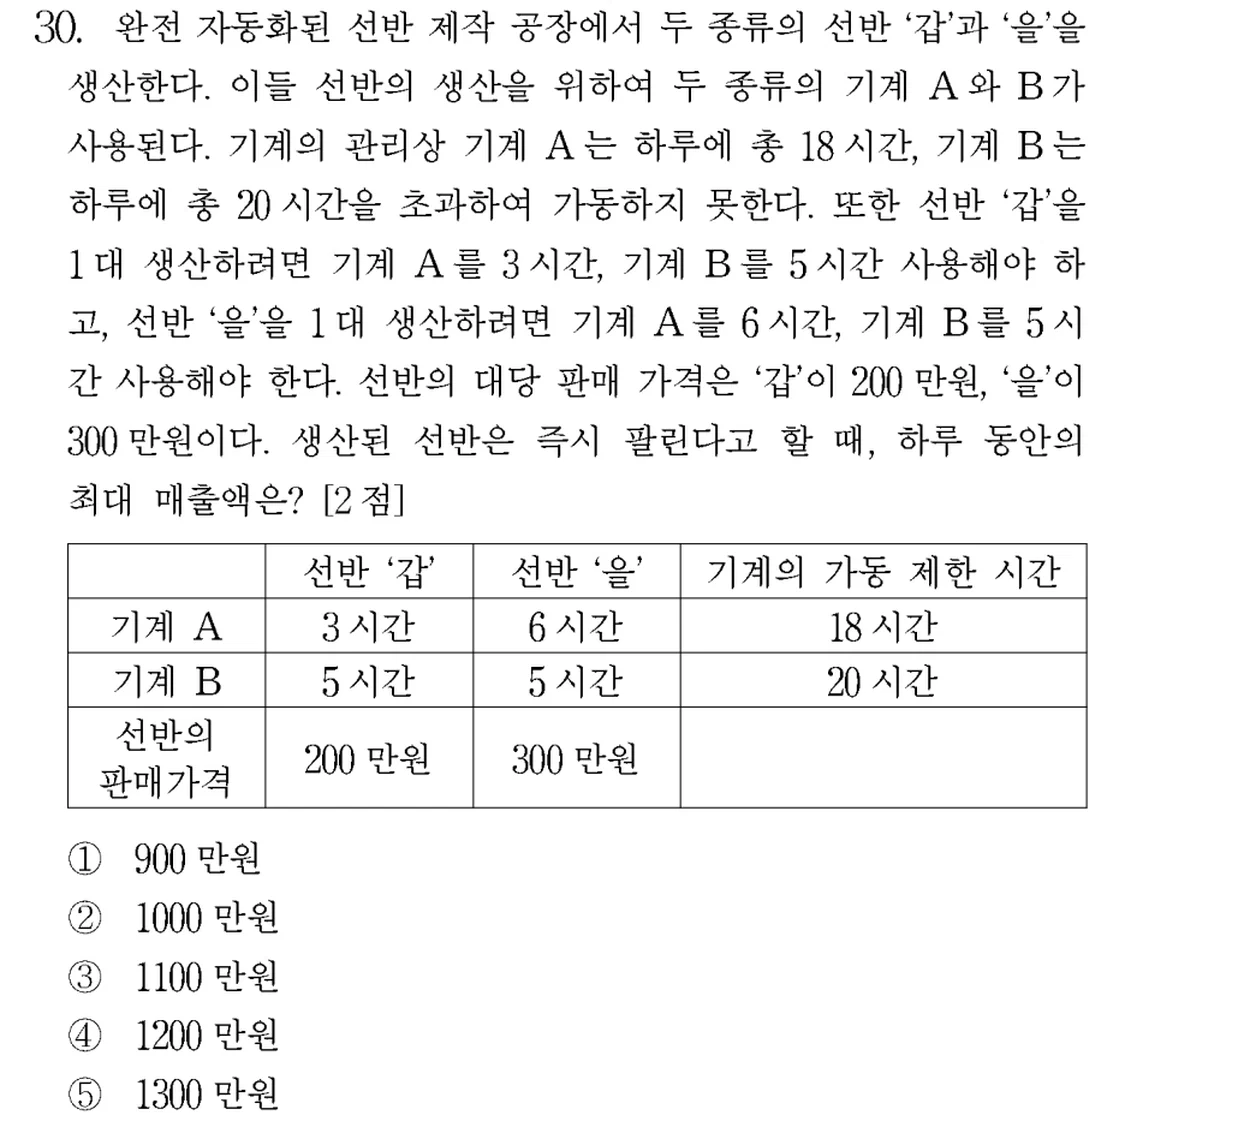 30. 완전 자동화된 선반 제작 공장에서 두 종류의 선반 ‘갑’과 ‘을’을
생산한다. 이들 선반의 생산을 위하여 두 종류의 기계 A와 B가
사용된다. 기계의 관리상 기계 A는 하루에 총 18시간, 기계 B는
하루에 총 20시간을 초과하여 가동하지 못한다. 또한 선반 ‘갑’을
1대 생산하려면 기계 A를 3시간, 기계 B를 5시간 사용해야 하
고, 선반 ‘을’을 1대 생산하려면 기계 A를 6시간, 기계 B를 5시
간 사용해야 한다. 선반의 대당 판매 가격은 ‘갑’이 200만원, ‘을’이
300만원이다. 생산된 선반은 즉시 팔린다고 할 때, 하루 동안의
최대 매출액은? [2점]
선반 ‘갑’ 선반 ‘을’ 기계의 가동 제한 시간
기계 A 3시간 6시간 18시간
기계 B 5시간 5시간 20시간
선반의
판매가격 200만원 300만원
① 900만원
② 1000만원
③ 1100만원
④ 1200만원
⑤ 1300만원